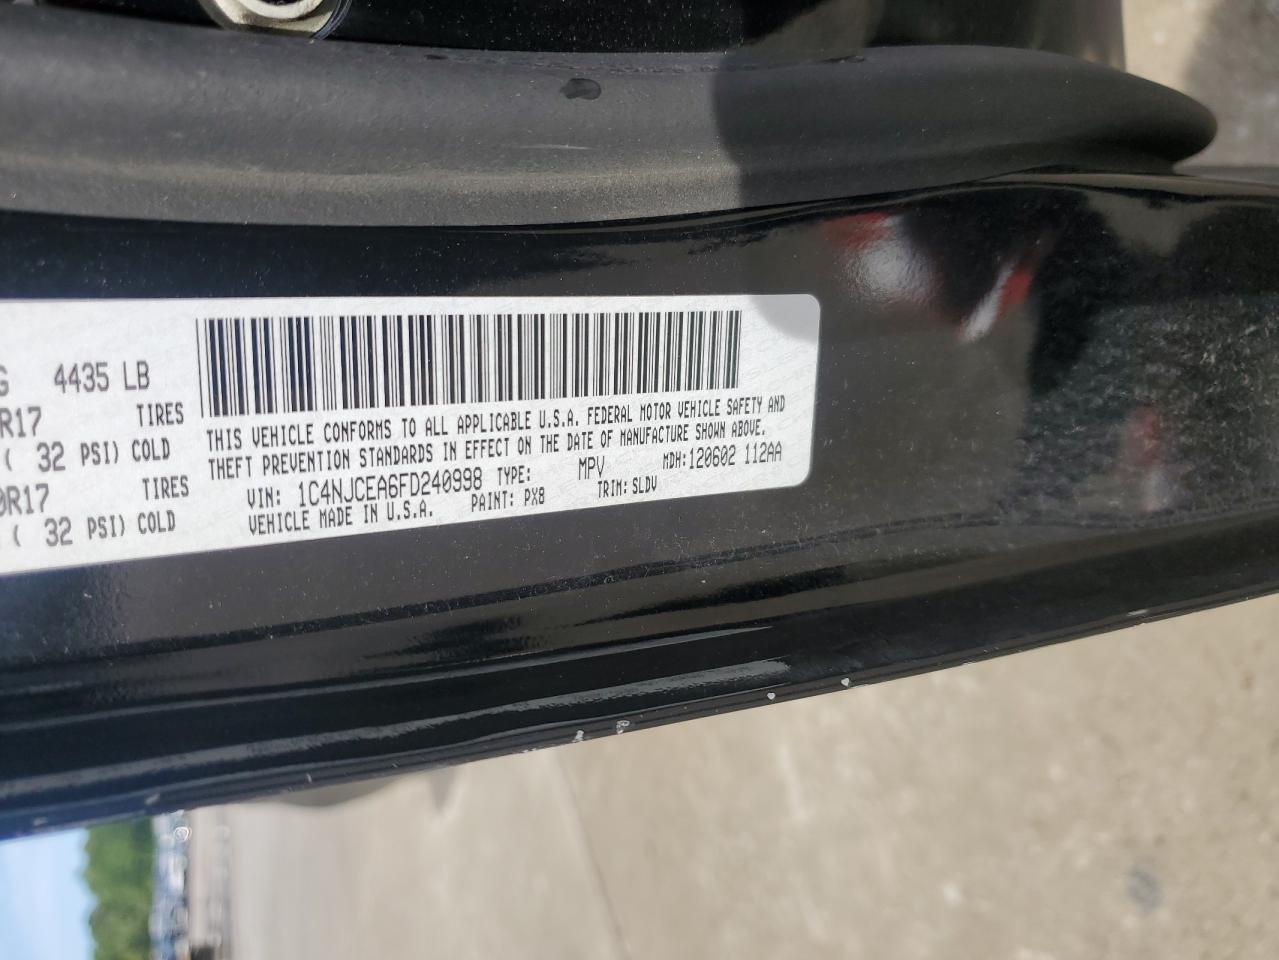 G 4435 LB
R17 TIRES
( 32 PSI) COLD
0R17 TIRES
( 32 PSI) COLD
THIS VEHICLE CONFORMS TO ALL APPLICABLE U.S.A. FEDERAL MOTOR VEHICLE SAFETY AND
THEFT PREVENTION STANDARDS IN EFFECT ON THE DATE OF MANUFACTURE SHOWN ABOVE.
VIN: 1C4NJCEA6FD240998 TYPE: MPV MDH:120602 112AA
VEHICLE MADE IN U.S.A. PAINT: PX8 TRIM: SLDV